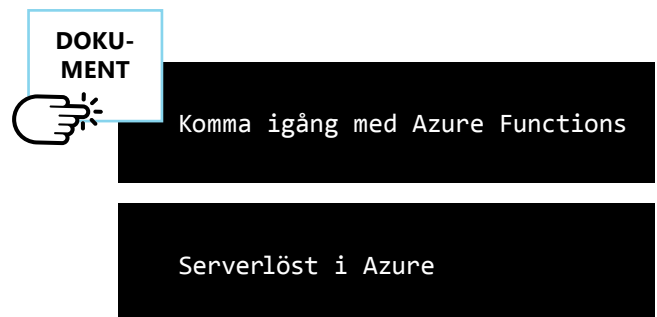 DOKU-
MENT
Komma igång med Azure Functions
Serverlöst i Azure